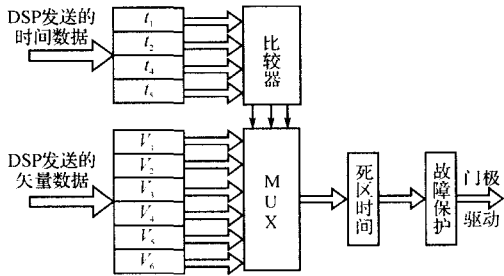 DSP发送的
时间数据
t₁
t₂
t₄
t₅
比较器
DSP发送的
矢量数据
V₁
V₂
V₃
V₄
V₅
V₆
MUX
死区时间
故障保护
门极
驱动